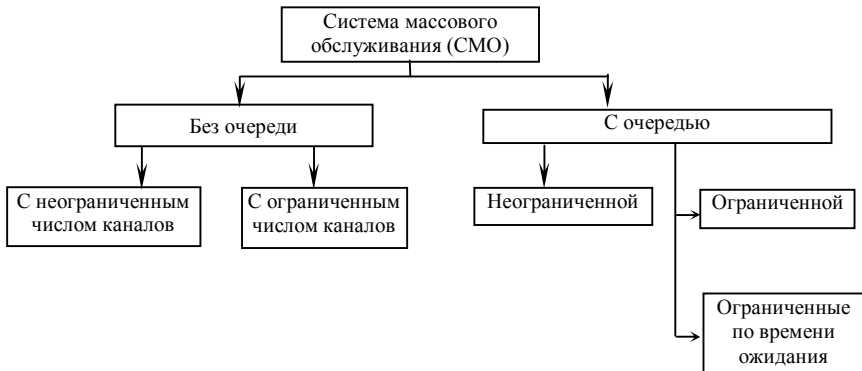 Система массового
обслуживания (СМО)
Без очереди
С очередью
С неограниченным
числом каналов
С ограниченным
числом каналов
Неограниченной
Ограниченной
Ограниченные
по времени
ожидания